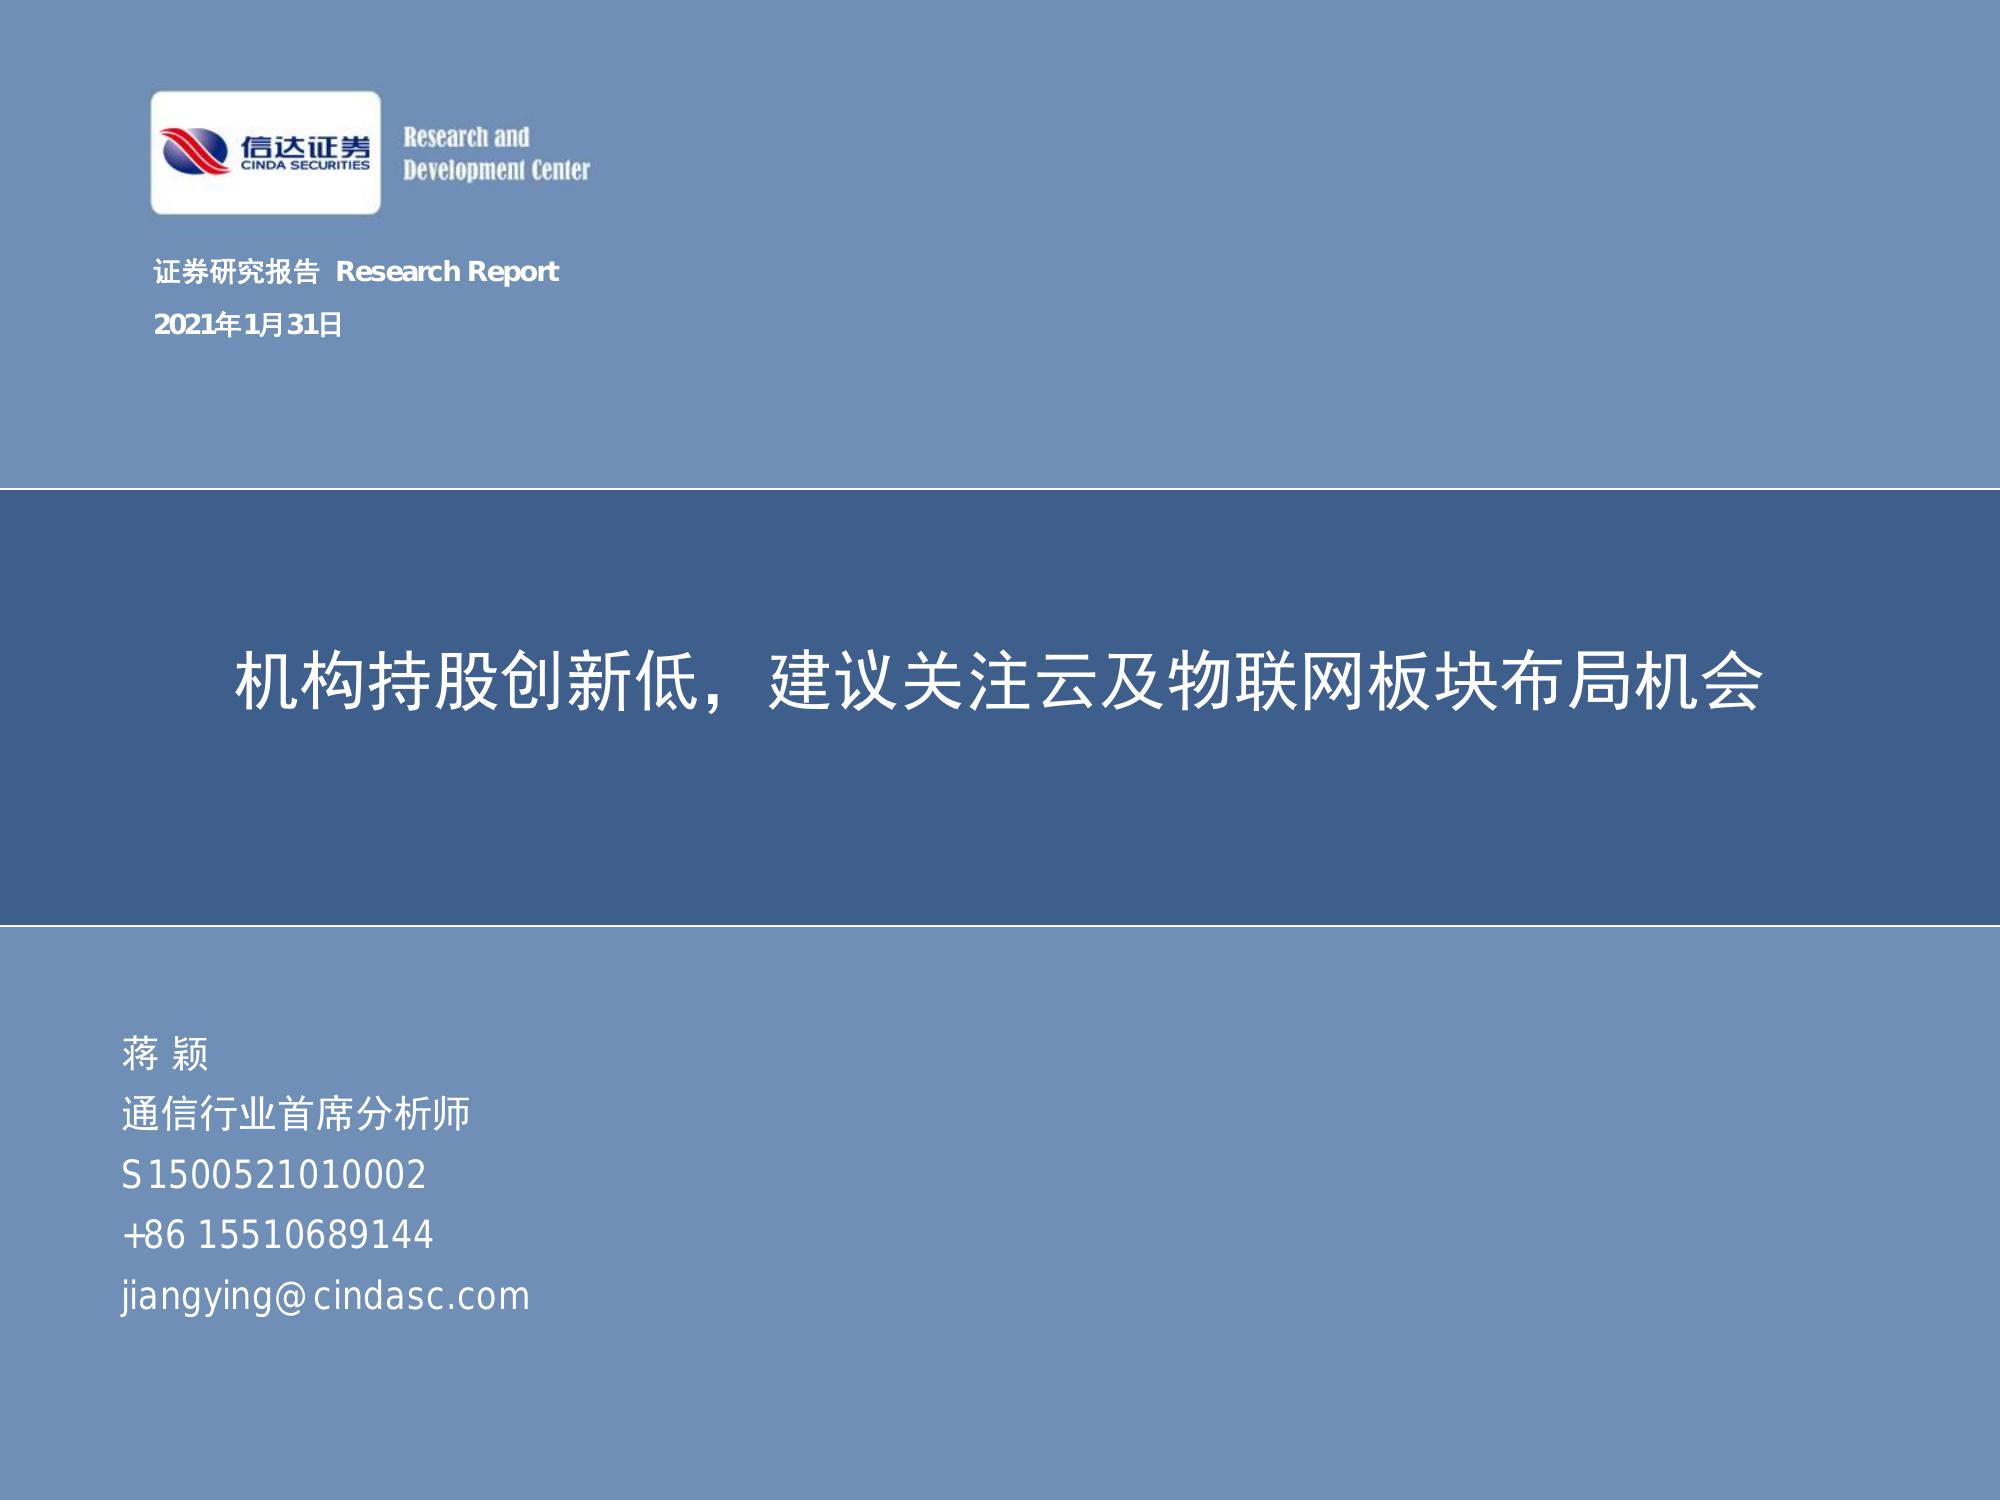 信达证券
CINDA SECURITIES
Research and
Development Center
证券研究报告 Research Report
2021年1月31日
机构持股创新低，建议关注云及物联网板块布局机会
蒋 颖
通信行业首席分析师
S1500521010002
+86 15510689144
jiangying@cindasc.com